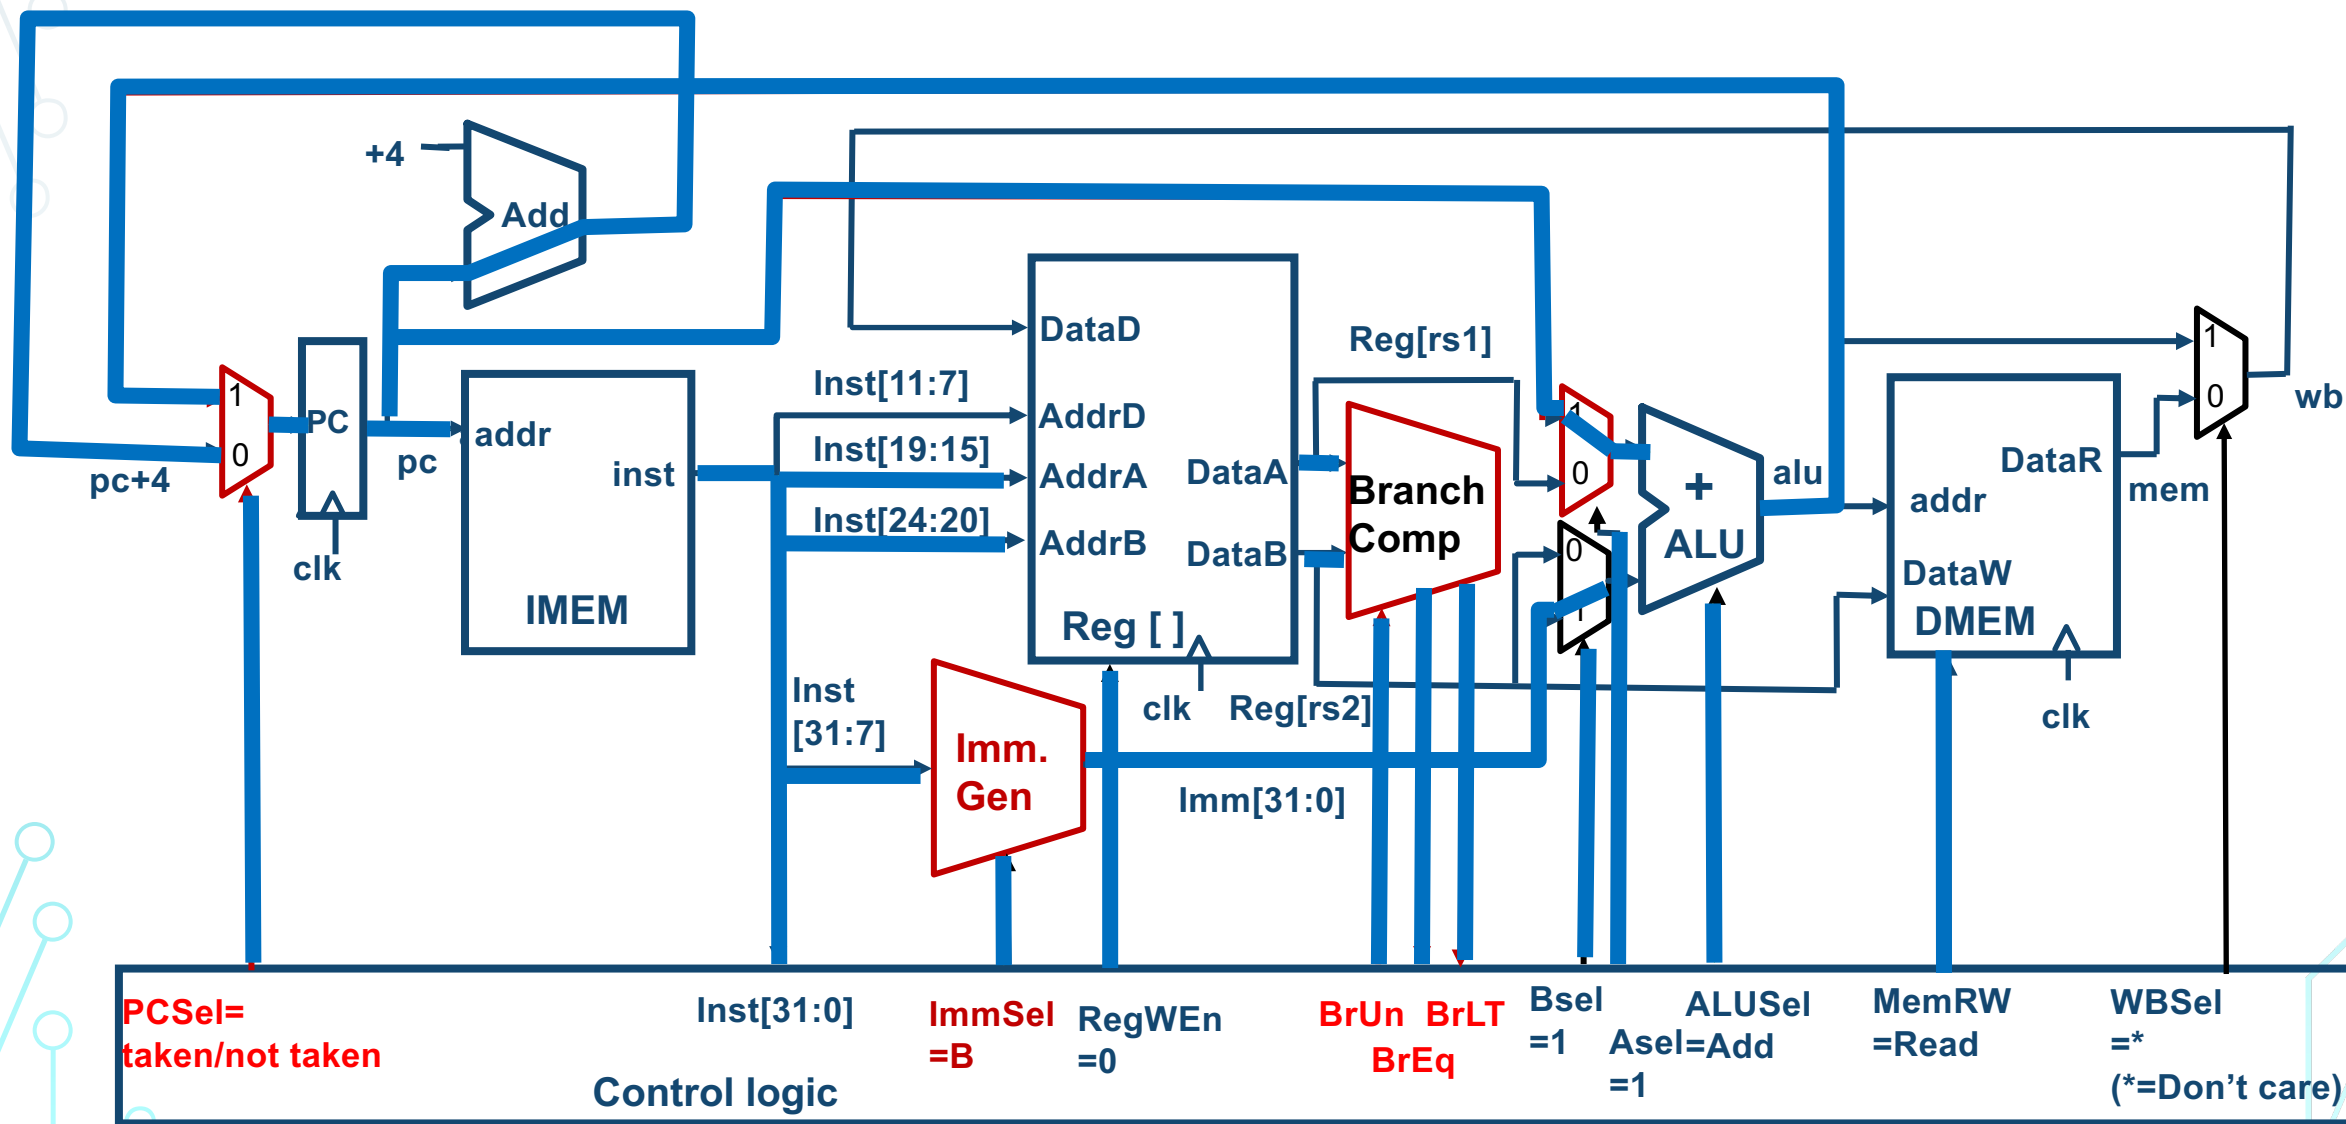 +4
Add
1
0
pc+4
PC
clk
pc
addr
inst
IMEM
Inst[11:7]
Inst[19:15]
Inst[24:20]
Inst
[31:7]
DataD
AddrD
AddrA
AddrB
DataA
DataB
Reg [ ]
clk
Imm.
Gen
Imm[31:0]
Reg[rs1]
Reg[rs2]
Branch
Comp
1
0
0
1
+
ALU
alu
addr
DataW
DataR
DMEM
clk
mem
1
0
wb
PCSel=
taken/not taken
Inst[31:0]
ImmSel
=B
RegWEn
=0
BrUn BrLT
BrEq
Bsel
=1
Asel
=1
ALUSel
=Add
MemRW
=Read
WBSel
=*
(*=Don’t care)
Control logic